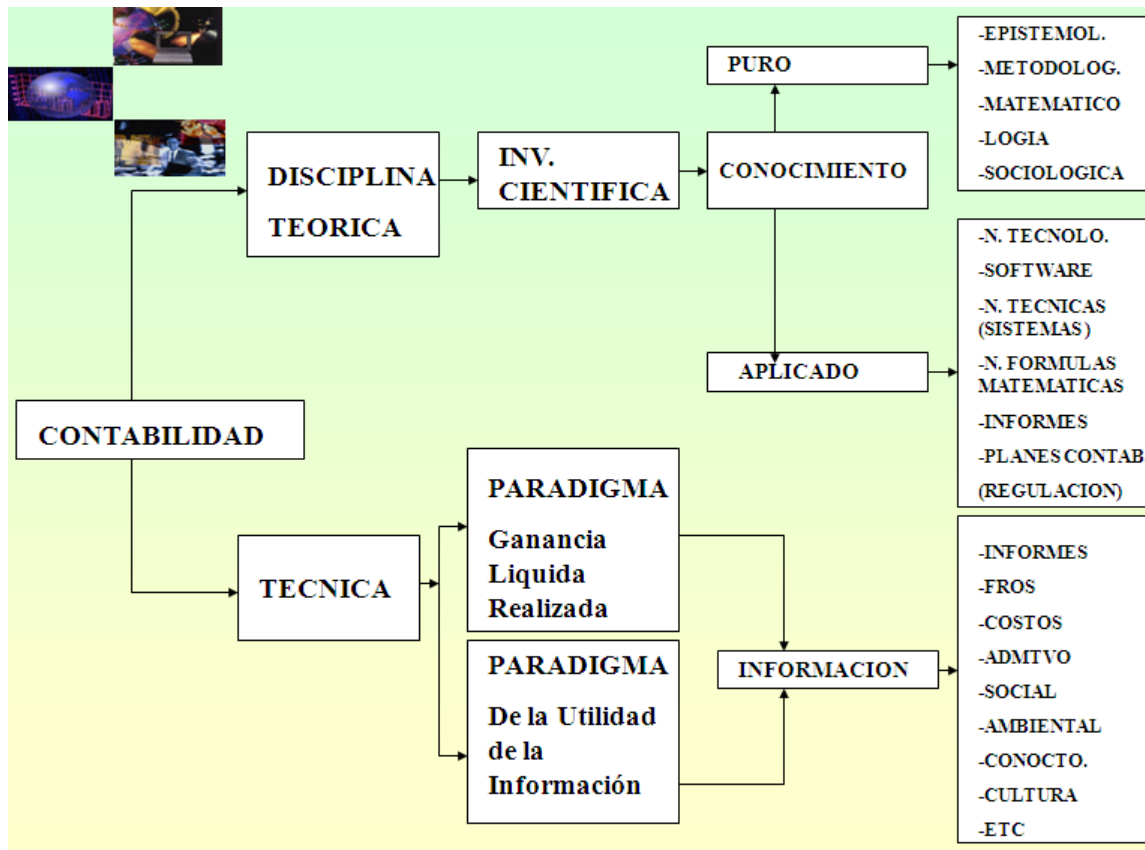 CONTABILIDAD
DISCIPLINA
TEORICA
INV.
CIENTIFICA
CONOCIMIENTO
PURO
-EPISTEMOL.
-METODOLOG.
-MATEMATICO
-LOGIA
-SOCIOLOGICA
APLICADO
-N. TECNOLO.
-SOFTWARE
-N. TECNICAS
(SISTEMAS)
-N. FORMULAS
MATEMATICAS
-INFORMES
-PLANES CONTAB
(REGULACION)
TECNICA
PARADIGMA
Ganancia
Liquida
Realizada
PARADIGMA
De la Utilidad
de la
Información
INFORMACION
-INFORMES
-FROS
-COSTOS
-ADMTVO
-SOCIAL
-AMBIENTAL
-CONOCTO.
-CULTURA
-ETC